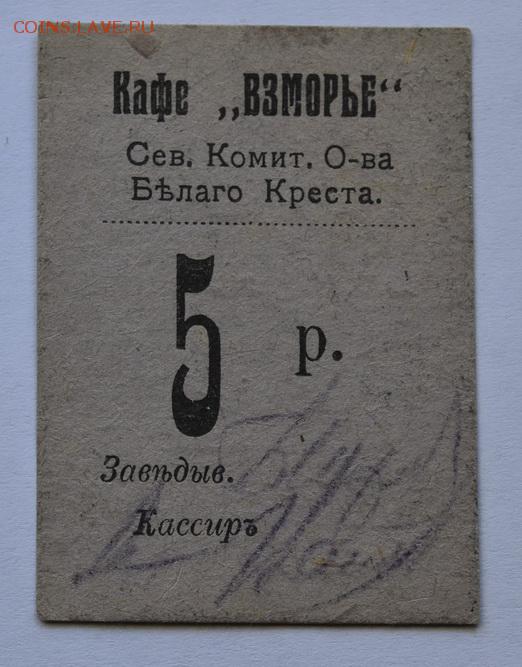 COINS.LAVE.RU
Кафе „ВЗМОРЬЕ“
Сев. Комит. О-ва
Бѣлаго Креста.
5 р.
Завѣдыв.
Кассиръ